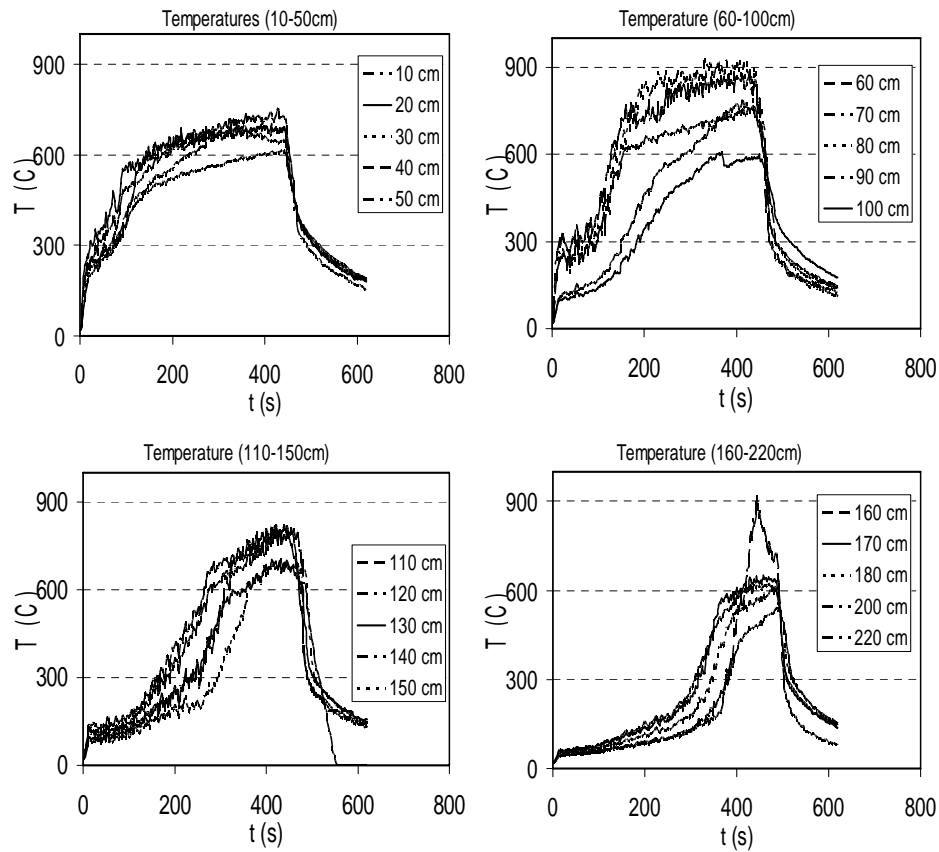 Temperatures (10-50cm)
900
600
300
0
T (C)
10 cm
20 cm
30 cm
40 cm
50 cm
0 200 400 600 800
t (s)
Temperature (60-100cm)
900
600
300
0
T (C)
60 cm
70 cm
80 cm
90 cm
100 cm
0 200 400 600 800
t (s)
Temperature (110-150cm)
900
600
300
0
T (C)
110 cm
120 cm
130 cm
140 cm
150 cm
0 200 400 600 800
t (s)
Temperature (160-220cm)
900
600
300
0
T (C)
160 cm
170 cm
180 cm
200 cm
220 cm
0 200 400 600 800
t (s)